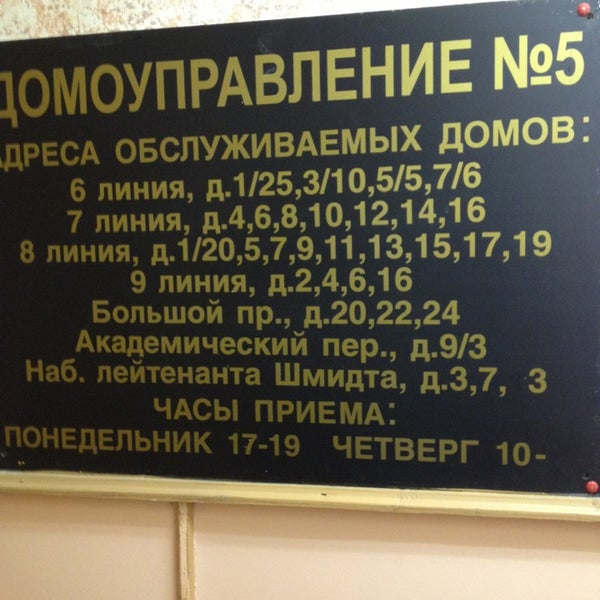 ДОМОУПРАВЛЕНИЕ №5
АДРЕСА ОБСЛУЖИВАЕМЫХ ДОМОВ:
6 линия, д.1/25,3/10,5/5,7/6
7 линия, д.4,6,8,10,12,14,16
8 линия, д.1/20,5,7,9,11,13,15,17,19
9 линия, д.2,4,6,16
Большой пр., д.20,22,24
Академический пер., д.9/3
Наб. лейтенанта Шмидта, д.3,7, 3
ЧАСЫ ПРИЕМА:
ПОНЕДЕЛЬНИК 17-19 ЧЕТВЕРГ 10-